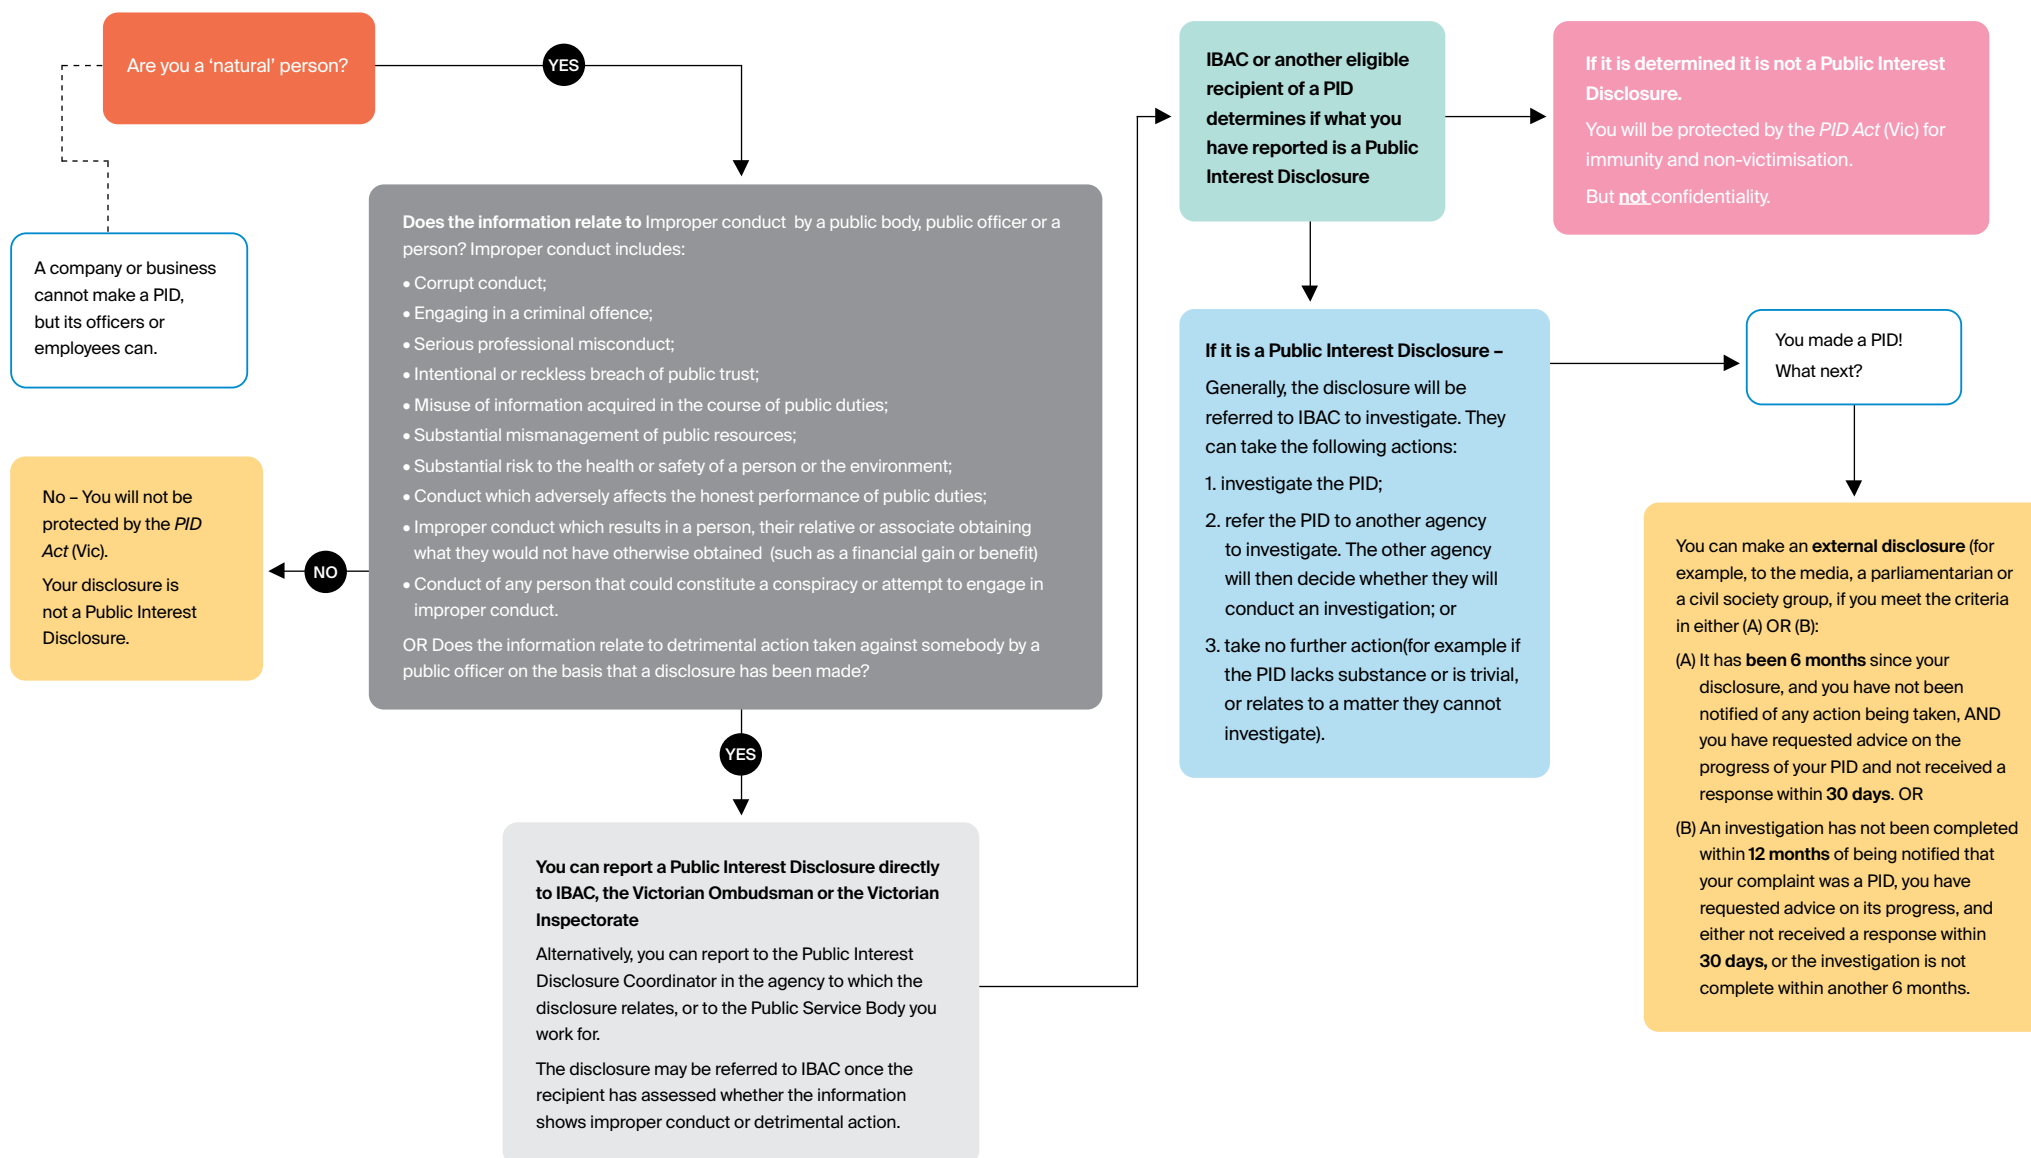 Are you a ‘natural’ person?
YES
A company or business
cannot make a PID,
but its officers or
employees can.
Does the information relate to Improper conduct by a public body, public officer or a
person? Improper conduct includes:
• Corrupt conduct;
• Engaging in a criminal offence;
• Serious professional misconduct;
• Intentional or reckless breach of public trust;
• Misuse of information acquired in the course of public duties;
• Substantial mismanagement of public resources;
• Substantial risk to the health or safety of a person or the environment;
• Conduct which adversely affects the honest performance of public duties;
• Improper conduct which results in a person, their relative or associate obtaining
what they would not have otherwise obtained (such as a financial gain or benefit)
• Conduct of any person that could constitute a conspiracy or attempt to engage in
improper conduct.
OR Does the information relate to detrimental action taken against somebody by a
public officer on the basis that a disclosure has been made?
NO
No – You will not be
protected by the PID
Act (Vic).
Your disclosure is
not a Public Interest
Disclosure.
YES
You can report a Public Interest Disclosure directly
to IBAC, the Victorian Ombudsman or the Victorian
Inspectorate
Alternatively, you can report to the Public Interest
Disclosure Coordinator in the agency to which the
disclosure relates, or to the Public Service Body you
work for.
The disclosure may be referred to IBAC once the
recipient has assessed whether the information
shows improper conduct or detrimental action.
IBAC or another eligible
recipient of a PID
determines if what you
have reported is a Public
Interest Disclosure
If it is determined it is not a Public Interest
Disclosure.
You will be protected by the PID Act (Vic) for
immunity and non-victimisation.
But not confidentiality.
If it is a Public Interest Disclosure –
Generally, the disclosure will be
referred to IBAC to investigate. They
can take the following actions:
1. investigate the PID;
2. refer the PID to another agency
to investigate. The other agency
will then decide whether they will
conduct an investigation; or
3. take no further action(for example if
the PID lacks substance or is trivial,
or relates to a matter they cannot
investigate).
You made a PID!
What next?
You can make an external disclosure (for
example, to the media, a parliamentarian or
a civil society group, if you meet the criteria
in either (A) OR (B):
(A) It has been 6 months since your
disclosure, and you have not been
notified of any action being taken, AND
you have requested advice on the
progress of your PID and not received a
response within 30 days. OR
(B) An investigation has not been completed
within 12 months of being notified that
your complaint was a PID, you have
requested advice on its progress, and
either not received a response within
30 days, or the investigation is not
complete within another 6 months.